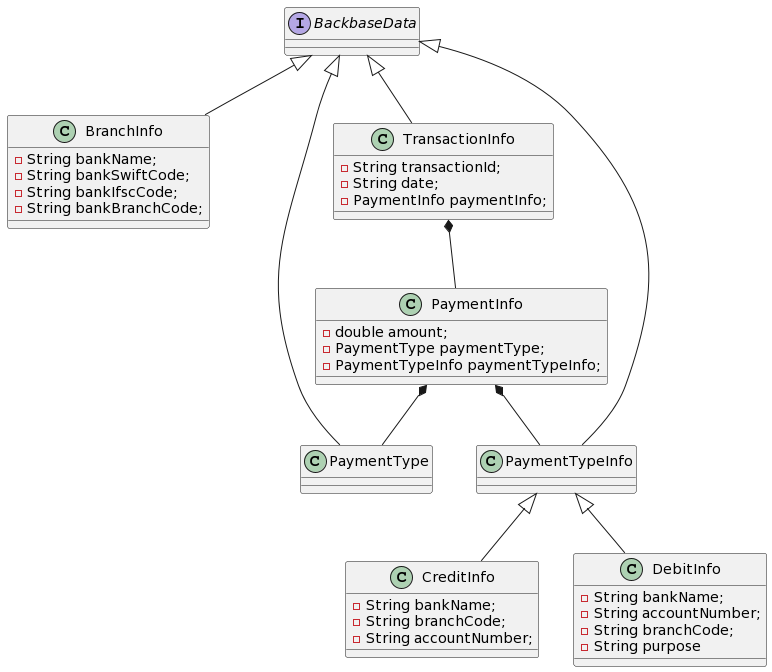 I BackbaseData
C BranchInfo
String bankName;
String bankSwiftCode;
String bankIfscCode;
String bankBranchCode;
C TransactionInfo
String transactionId;
String date;
PaymentInfo paymentInfo;
C PaymentInfo
double amount;
PaymentType paymentType;
PaymentTypeInfo paymentTypeInfo;
C PaymentType
C PaymentTypeInfo
C CreditInfo
String bankName;
String branchCode;
String accountNumber;
C DebitInfo
String bankName;
String accountNumber;
String branchCode;
String purpose